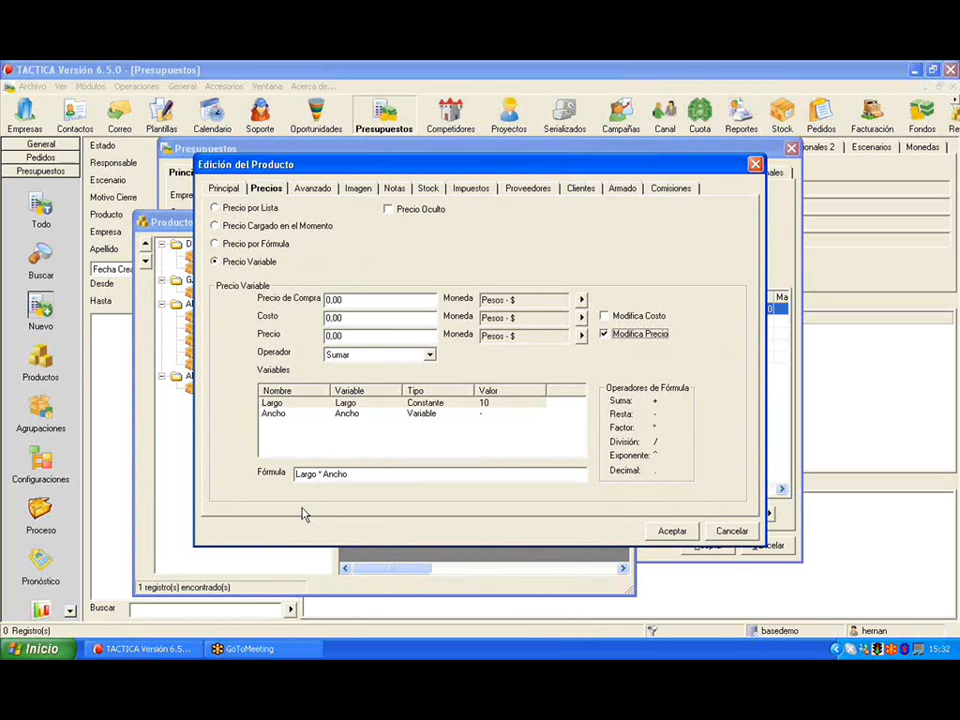 TACTICA Versión 6.5.0 - [Presupuestos]
Archivo Ver Módulos Operaciones General Accesorios Ventana Acerca de...
Empresas Contactos Correo Plantillas Calendario Soporte Oportunidades Presupuestos Competidores Proyectos Serializados Campañas Canal Cuota Reportes Stock Pedidos Facturación Fondos Re
General
Pedidos
Presupuestos
Todo
Buscar
Nuevo
Productos
Agrupaciones
Configuraciones
Proceso
Pronóstico
Estado
Responsable
Escenario
Motivo Cierre
Producto
Empresa
Apellido
Fecha Crea
Desde
Hasta
Presupuestos
Princi
Empre
Escenarios Monedas
Producto
Edición del Producto
Principal Precios Avanzado Imagen Notas Stock Impuestos Proveedores Clientes Armado Comisiones
Precio por Lista
Precio Oculto
Precio Cargado en el Momento
Precio por Fórmula
Precio Variable
Precio Variable
Precio de Compra 0,00 Moneda Pesos - $
Costo 0,00 Moneda Pesos - $ Modifica Costo
Precio 0,00 Moneda Pesos - $ Modifica Precio
Operador Sumar
Variables
Nombre Variable Tipo Valor
Largo Largo Constante 10
Ancho Ancho Variable -
Operadores de Fórmula
Suma: +
Resta: -
Factor: *
División: /
Exponente: ^
Decimal: .
Fórmula Largo * Ancho
Aceptar Cancelar
Ma
1 registro(s) encontrado(s)
Buscar
0 Registro(s)
basedemo
hernan
Inicio
TACTICA Versión 6.5....
GoToMeeting
15:32